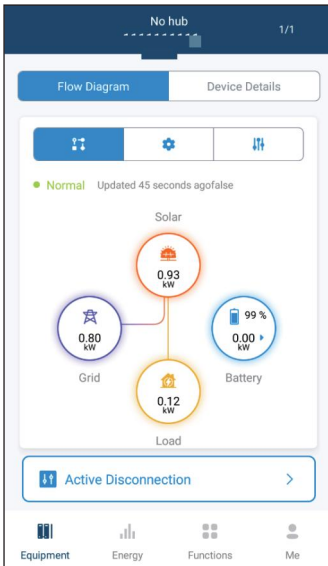 No hub
1/1
Flow Diagram
Device Details
Normal Updated 45 seconds agofalse
Solar
0.93
kW
0.80
kW
99 %
0.00
kW
Grid
Battery
0.12
kW
Load
Active Disconnection
Equipment
Energy
Functions
Me